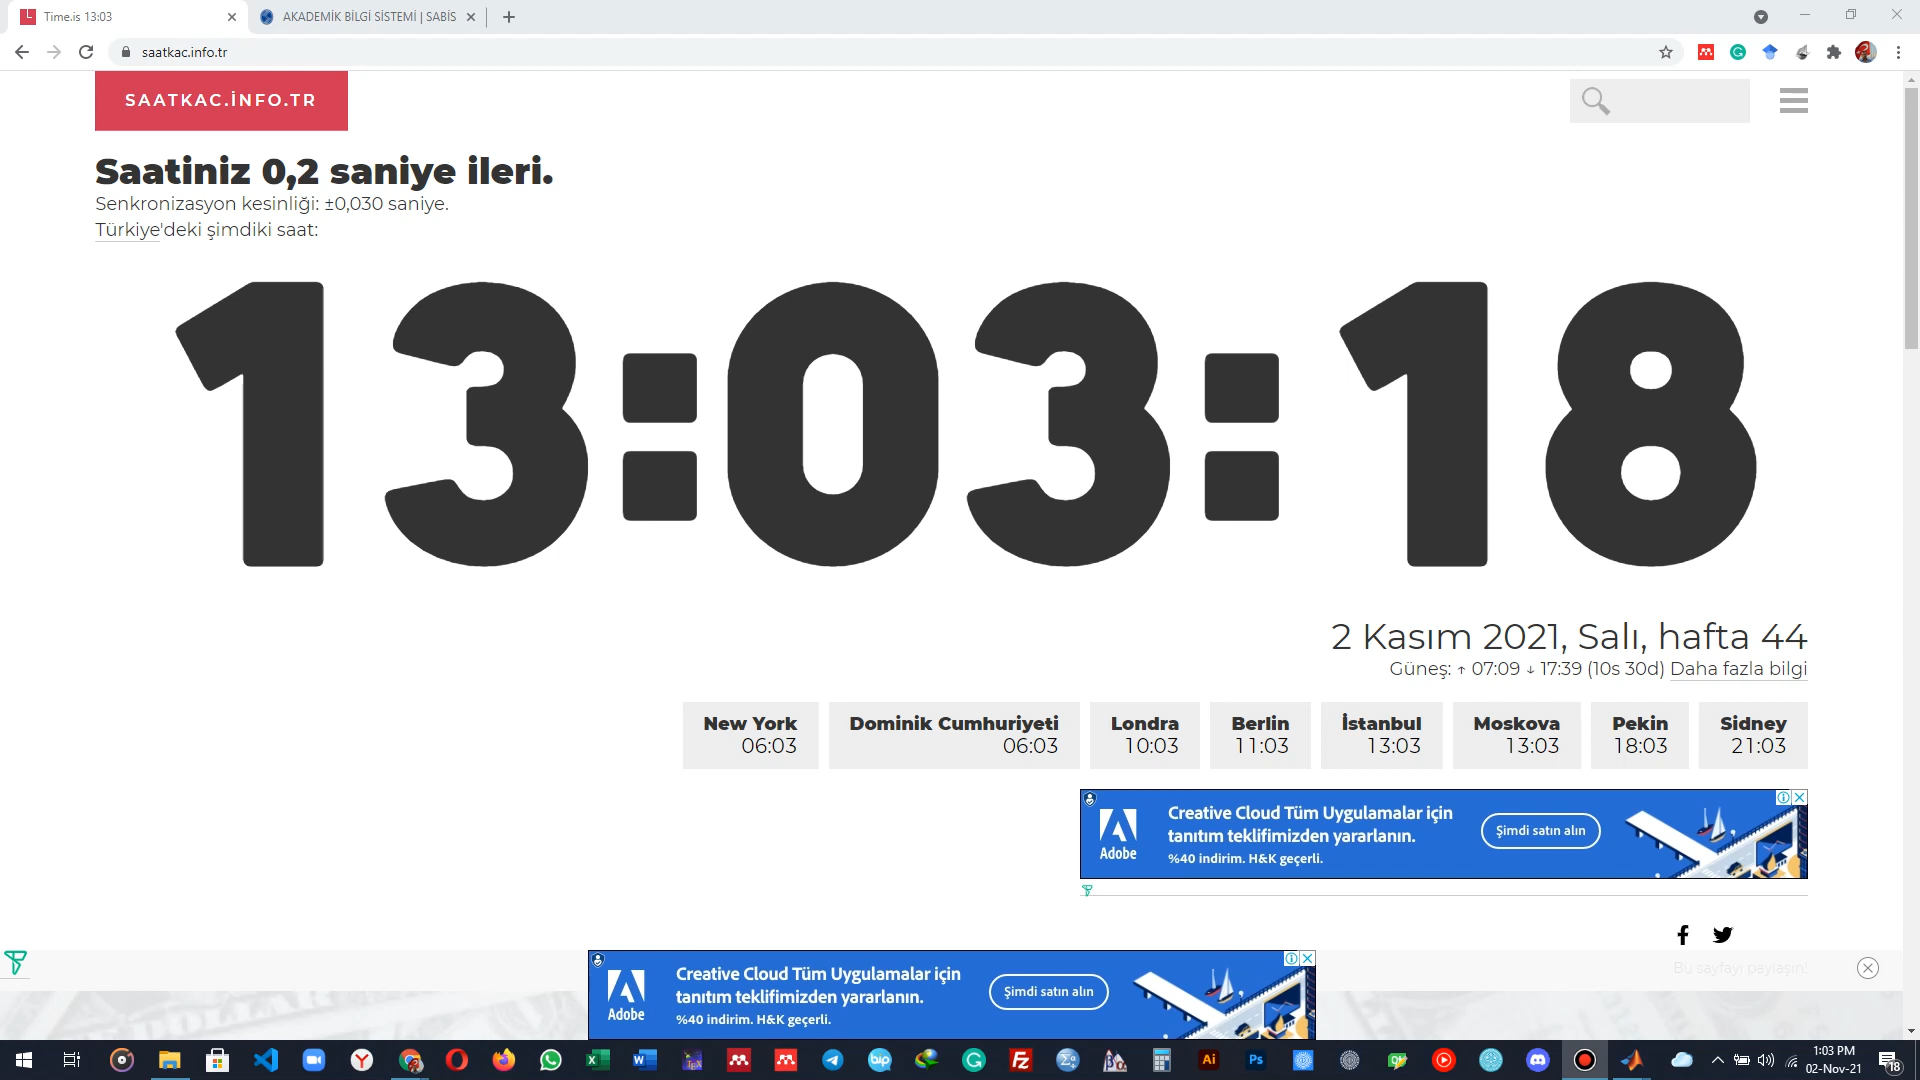 Time.is 13:03
AKADEMİK BİLGİ SİSTEMİ | SABİS
saatkac.info.tr
SAATKAC.İNFO.TR
Saatiniz 0,2 saniye ileri.
Senkronizasyon kesinliği: ±0,030 saniye.
Türkiye'deki şimdiki saat:
13:03:18
2 Kasım 2021, Salı, hafta 44
Güneş: ↑ 07:09 ↓ 17:39 (10s 30d) Daha fazla bilgi
New York
06:03
Dominik Cumhuriyeti
06:03
Londra
10:03
Berlin
11:03
İstanbul
13:03
Moskova
13:03
Pekin
18:03
Sidney
21:03
Adobe
Creative Cloud Tüm Uygulamalar için
tanıtım teklifimizden yararlanın.
%40 indirim. H&K geçerli.
Şimdi satın alın
Bu sayfayı paylaşın!
Adobe
Creative Cloud Tüm Uygulamalar için
tanıtım teklifimizden yararlanın.
%40 indirim. H&K geçerli.
Şimdi satın alın
1:03 PM
02-Nov-21
18